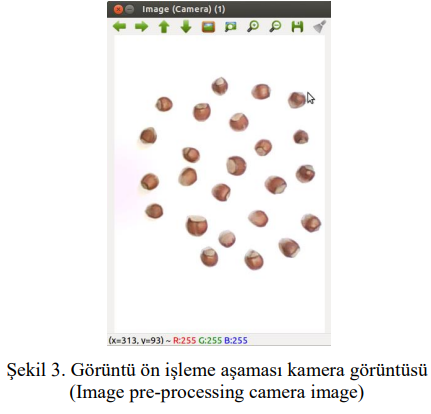 Image (Camera) (1)
(x=313, y=93) ~ R:255 G:255 B:255
Şekil 3. Görüntü ön işleme aşaması kamera görüntüsü
(Image pre-processing camera image)